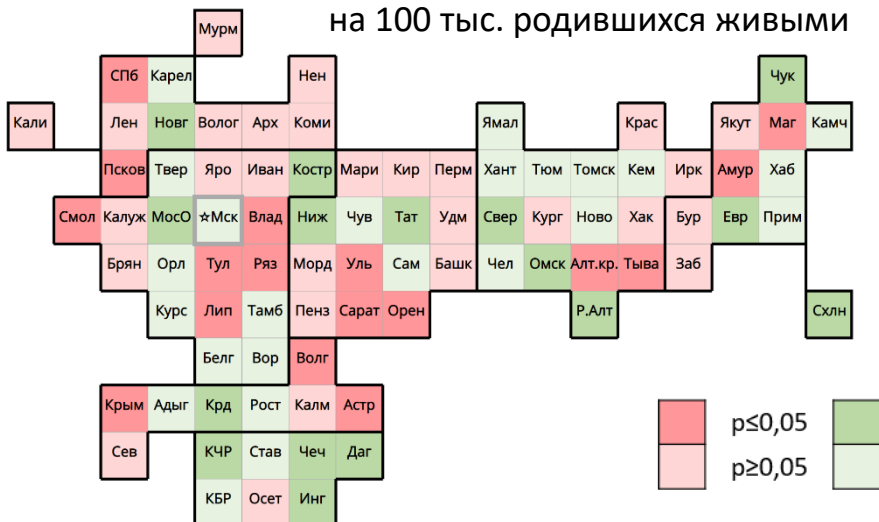 на 100 тыс. родившихся живыми
Мурм
СПб Карел Нен Чук
Кали Лен Новг Волог Арх Коми Ямал Крас Якут Маг Камч
Псков Твер Яро Иван Костр Мари Кир Перм Хант Тюм Томск Кем Ирк Амур Хаб
Смол Калуж МосО ☆Мск Влад Ниж Чув Тат Удм Свер Кург Ново Хак Бур Евр Прим
Брян Орл Тул Ряз Морд Уль Сам Башк Чел Омск Алт.кр. Тыва Заб
Курс Лип Тамб Пенз Сарат Орен Р.Алт Схлн
Белг Вор Волг
Крым Адыг Крд Рост Калм Астр
p≤0,05
Сев КЧР Став Чеч Даг
p≥0,05
КБР Осет Инг